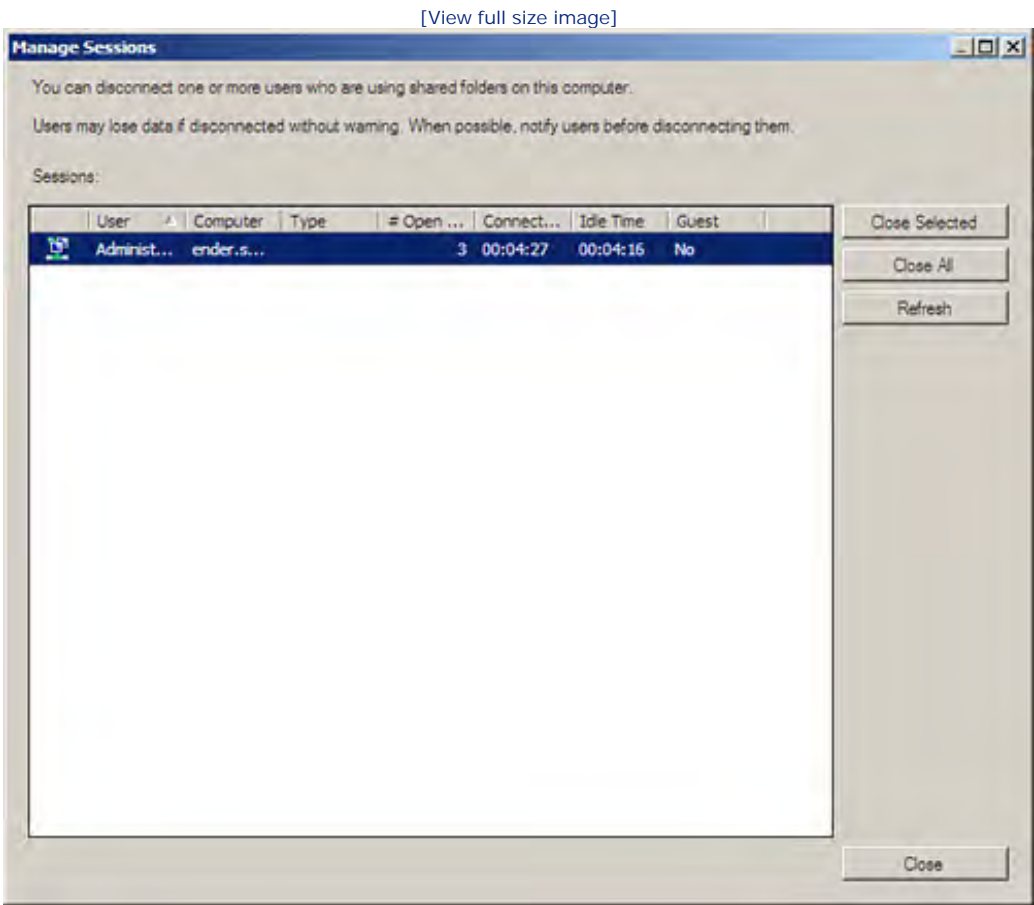 [View full size image]
Manage Sessions
You can disconnect one or more users who are using shared folders on this computer.
Users may lose data if disconnected without warning. When possible, notify users before disconnecting them.
Sessions:
User Computer Type # Open ... Connect... Idle Time Guest
Administ... ender.s... 3 00:04:27 00:04:16 No
Close Selected
Close All
Refresh
Close